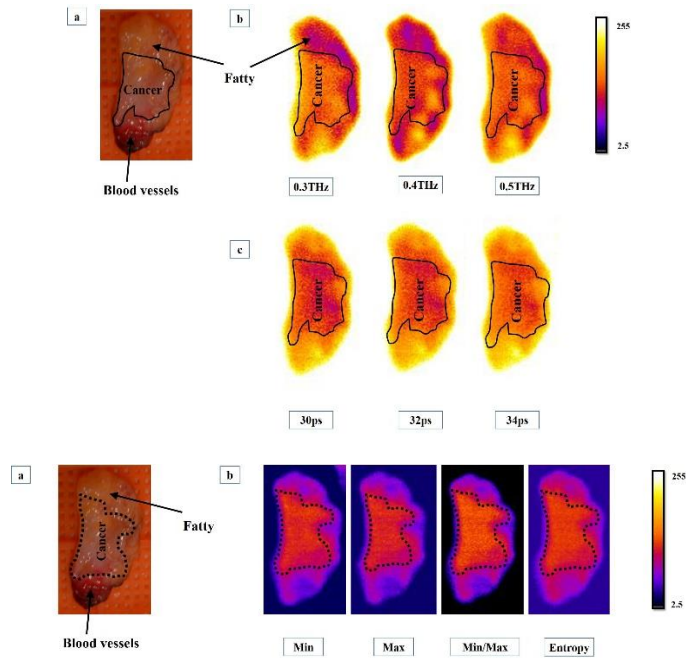 a
b
255
Fatty
Cancer
Cancer
Cancer
Cancer
Blood vessels
2.5
0.3THz
0.4THz
0.5THz
c
Cancer
Cancer
Cancer
30ps
32ps
34ps
a
b
255
Fatty
Cancer
Blood vessels
2.5
Min
Max
Min/Max
Entropy